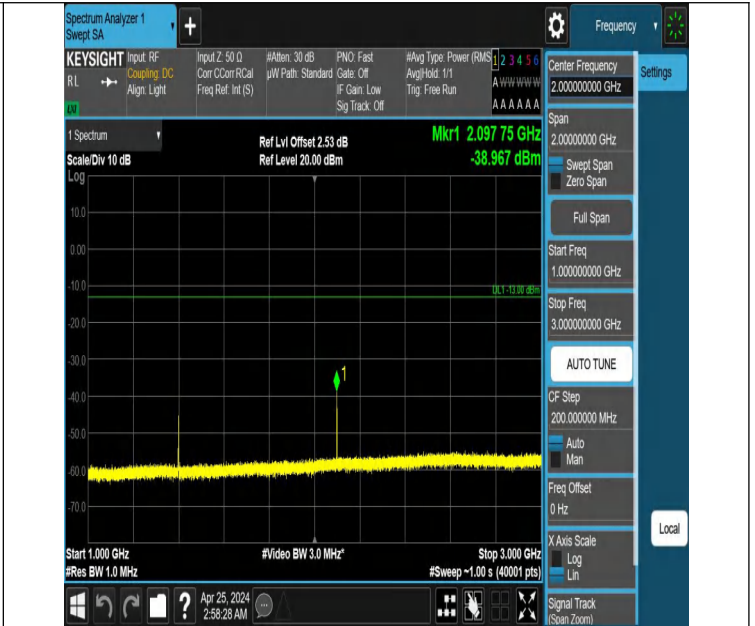 Spectrum Analyzer 1
Swept SA
+
Frequency
KEYSIGHT
RL
LXI
Input: RF
Coupling: DC
Align: Light
Input Z: 50 Ω
Corr CCorr RCal
Freq Ref: Int (S)
#Atten: 30 dB
µW Path: Standard
PNO: Fast
Gate: Off
IF Gain: Low
Sig Track: Off
#Avg Type: Power (RMS
Avg|Hold: 1/1
Trig: Free Run
1 2 3 4 5 6
A W W W W W
A A A A A A
1 Spectrum
Scale/Div 10 dB
Log
Ref Lvl Offset 2.53 dB
Ref Level 20.00 dBm
Mkr1 2.097 75 GHz
-38.967 dBm
10.0
0.00
-10.0
-20.0
-30.0
-40.0
-50.0
-60.0
-70.0
DL1 -13.00 dBm
1
Start 1.000 GHz
#Res BW 1.0 MHz
#Video BW 3.0 MHz*
Stop 3.000 GHz
#Sweep ~1.00 s (40001 pts)
Center Frequency
2.000000000 GHz
Settings
Span
2.00000000 GHz
Swept Span
Zero Span
Full Span
Start Freq
1.000000000 GHz
Stop Freq
3.000000000 GHz
AUTO TUNE
CF Step
200.000000 MHz
Auto
Man
Freq Offset
0 Hz
X Axis Scale
Log
Lin
Local
Signal Track
(Span Zoom)
?
Apr 25, 2024
2:58:28 AM